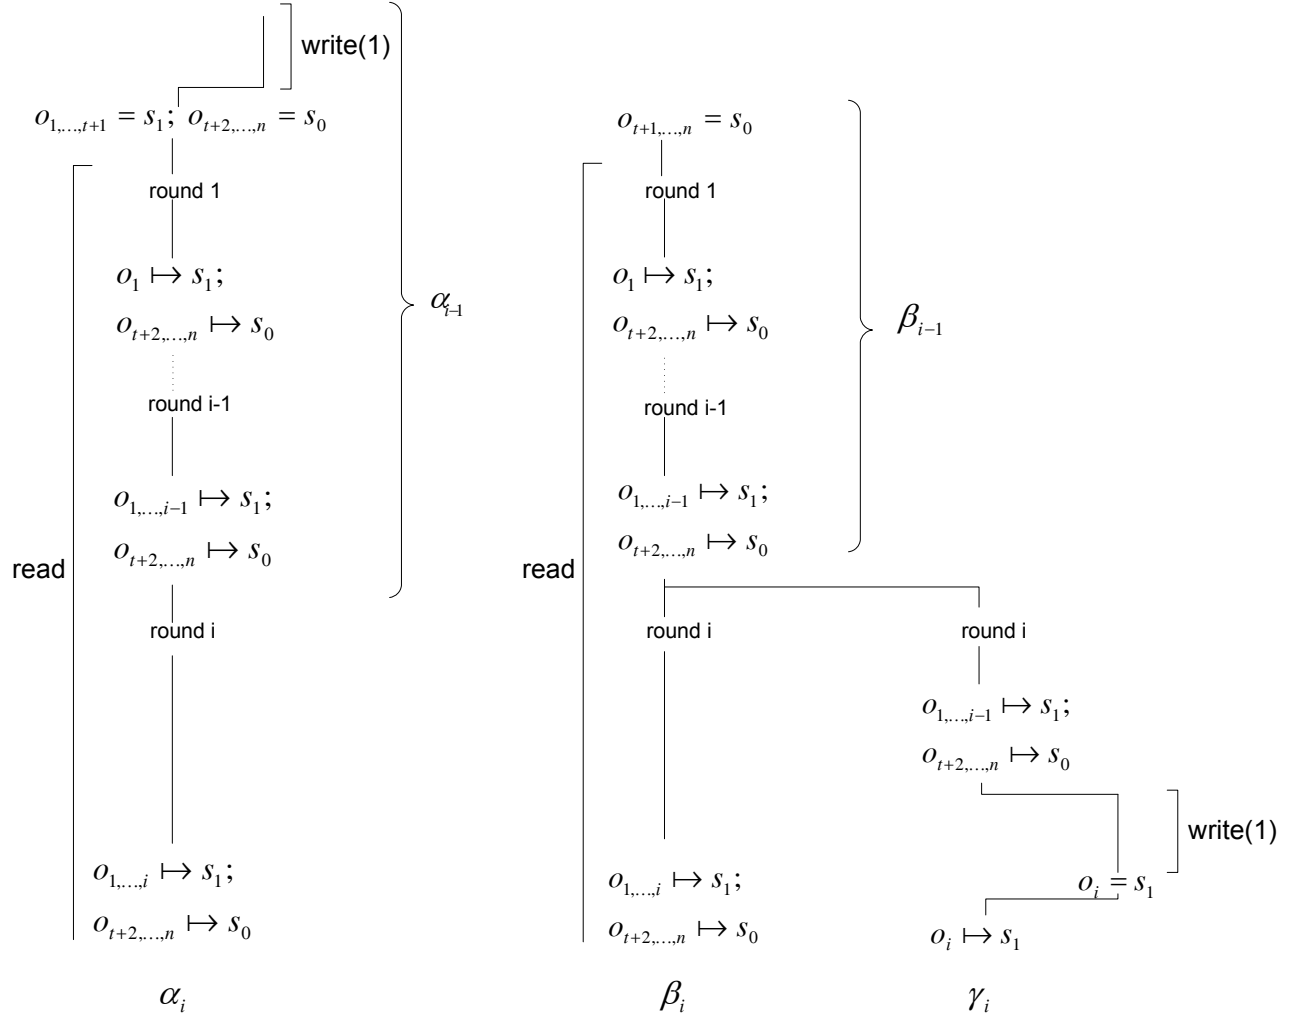 write(1)
o_{1,…,t+1} = s_1; o_{t+2,…,n} = s_0
round 1
o_1 ↦ s_1;
o_{t+2,…,n} ↦ s_0
α_{i-1}
round i-1
o_{1,…,i−1} ↦ s_1;
o_{t+2,…,n} ↦ s_0
read
round i
o_{1,…,i} ↦ s_1;
o_{t+2,…,n} ↦ s_0
α_i
o_{t+1,…,n} = s_0
round 1
o_1 ↦ s_1;
o_{t+2,…,n} ↦ s_0
β_{i−1}
round i-1
o_{1,…,i−1} ↦ s_1;
o_{t+2,…,n} ↦ s_0
read
round i
o_{1,…,i} ↦ s_1;
o_{t+2,…,n} ↦ s_0
β_i
round i
o_{1,…,i−1} ↦ s_1;
o_{t+2,…,n} ↦ s_0
write(1)
o_i = s_1
o_i ↦ s_1
γ_i